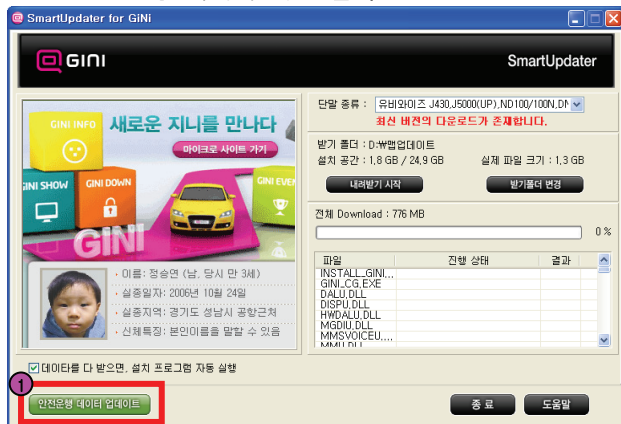 SmartUpdater for GiNi
GINI
SmartUpdater
GINI INFO
새로운 지니를 만나다
마이크로 사이트 가기
GINI SHOW
GINI DOWN
GINI EVEN
GINI
· 이름: 정승연 (남, 당시 만 3세)
· 실종일자: 2006년 10월 24일
· 실종지역: 경기도 성남시 공항근처
· 신체특징: 본인이름을 말할 수 있음
단말 종류 : 유비와이즈 J430,J5000(UP),ND100/100N,DN
최신 버젼의 다운로드가 존재합니다.
받기 폴더 : D:₩맵업데이트
설치 공간 : 1,8 GB / 24,9 GB 실제 파일 크기 : 1,3 GB
내려받기 시작 받기폴더 변경
전체 Download : 776 MB
0 %
파일 진행 상태 결과
INSTALL_GINI,...
GINI_CG,EXE
DALU,DLL
DISPU,DLL
HWDALU,DLL
MGDIU,DLL
MMSVOICEU,...
MMUI,DLL
데이타를 다 받으면, 설치 프로그램 자동 실행
1
안전운행 데이터 업데이트
종 료 도움말